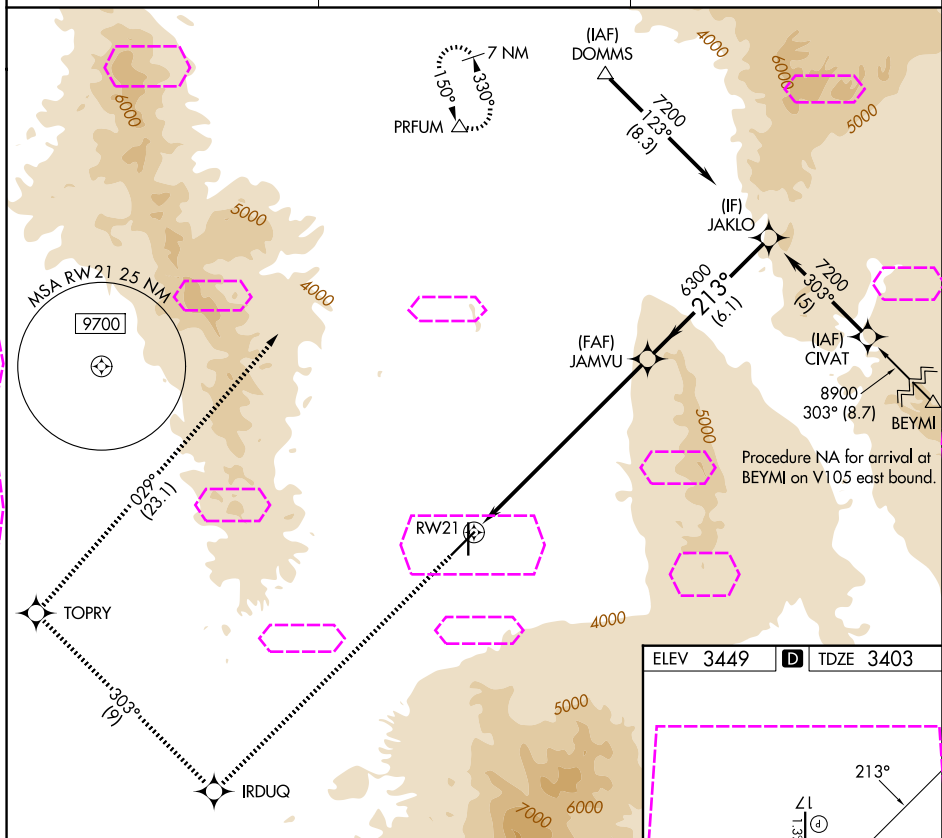 (IAF)
DOMMS
4000
6000
7 NM
330°
150°
PRFUM
7200
123°
(8.3)
6000
5000
5000
4000
(IF)
JAKLO
MSA RW21 25 NM
9700
6300
213°
(6.1)
7200
303°
(5)
(FAF)
JAMVU
(IAF)
CIVAT
8900
303° (8.7)
BEYMI
5000
Procedure NA for arrival at
BEYMI on V105 east bound.
029°
(23.1)
RW21
TOPRY
4000
303°
(9)
5000
IRDUQ
7000
6000
ELEV 3449
D
TDZE 3403
213°
17
P